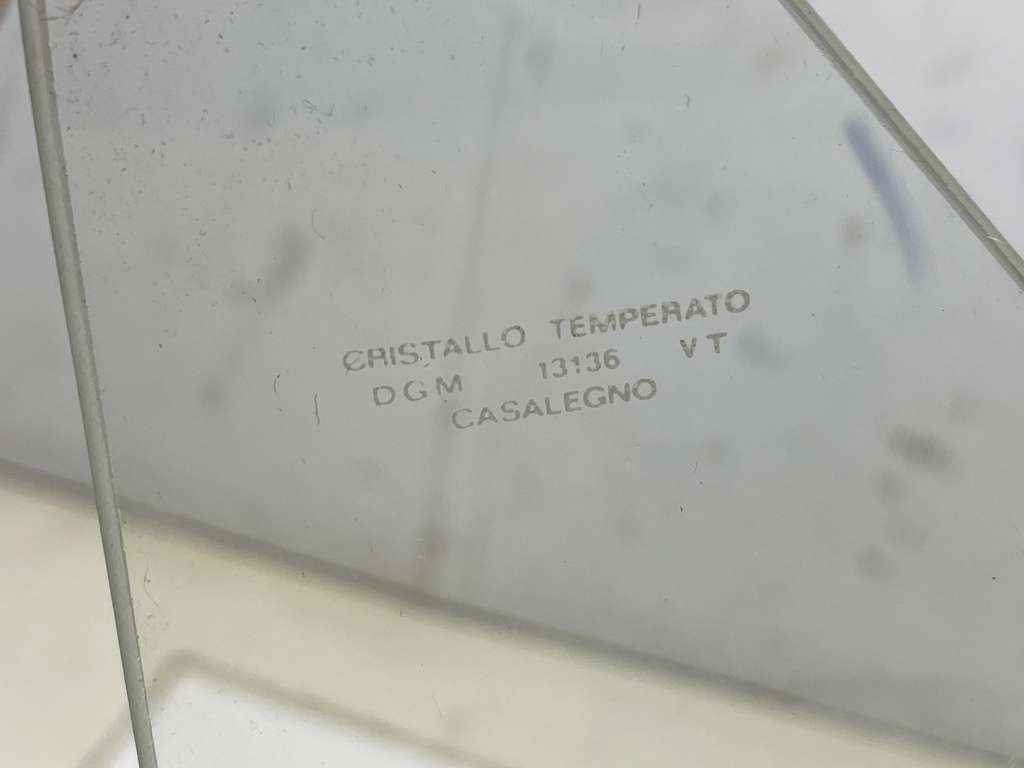 CRISTALLO TEMPERATO
DGM 13136 VT
CASALEGNO